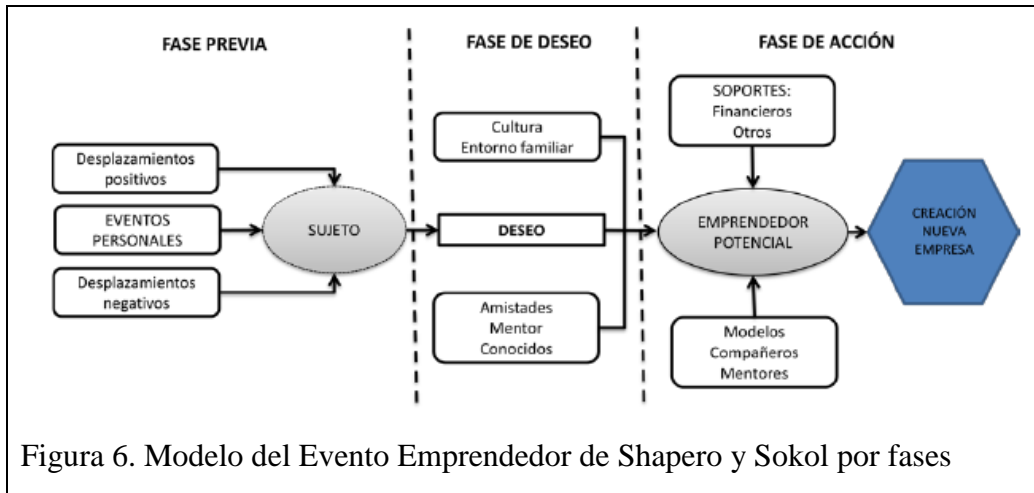 FASE PREVIA
FASE DE DESEO
FASE DE ACCIÓN
Desplazamientos
positivos
EVENTOS
PERSONALES
Desplazamientos
negativos
SUJETO
Cultura
Entorno familiar
DESEO
Amistades
Mentor
Conocidos
SOPORTES:
Financieros
Otros
EMPRENDEDOR
POTENCIAL
Modelos
Compañeros
Mentores
CREACIÓN
NUEVA
EMPRESA
Figura 6. Modelo del Evento Emprendedor de Shapero y Sokol por fases